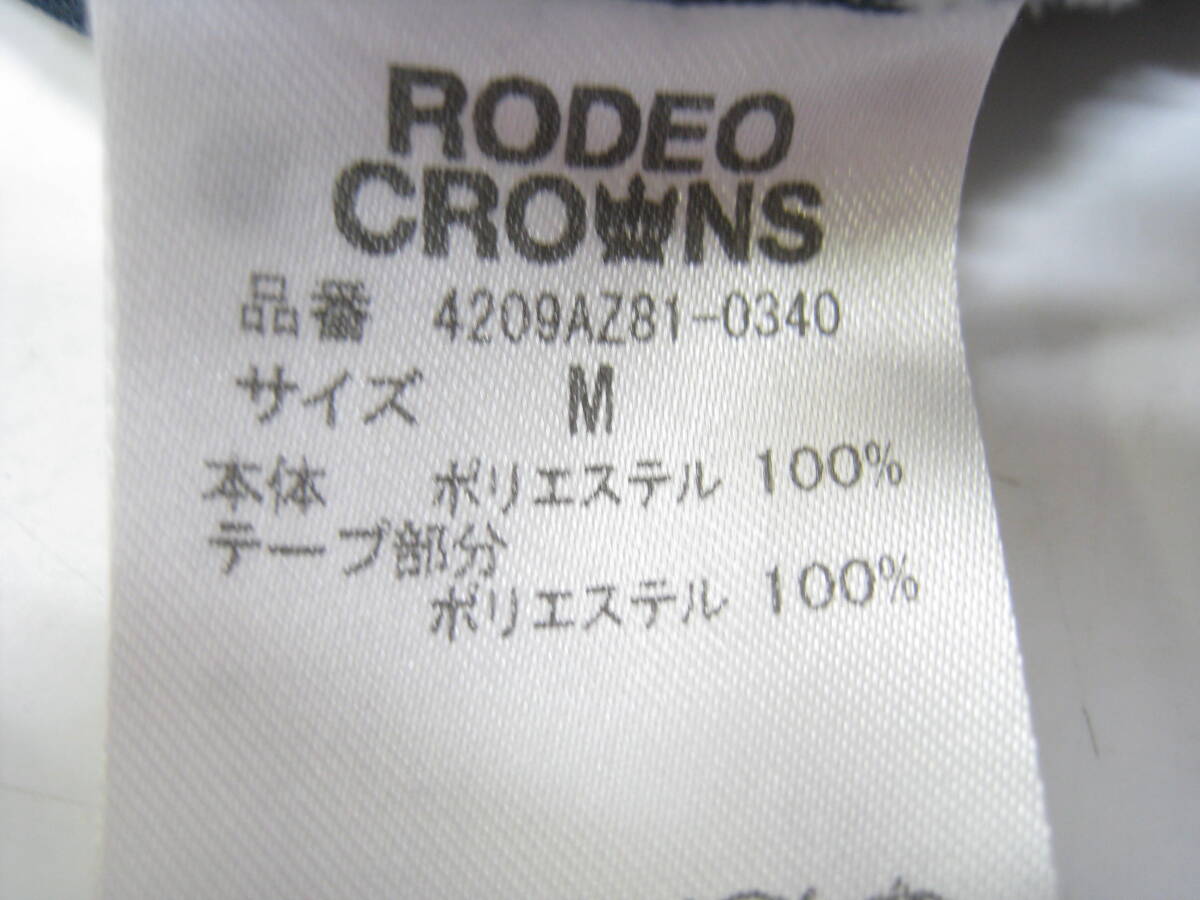 RODEO
CROWNS
品番 4209AZ81-0340
サイズ M
本体 ポリエステル 100%
テープ部分
ポリエステル 100%